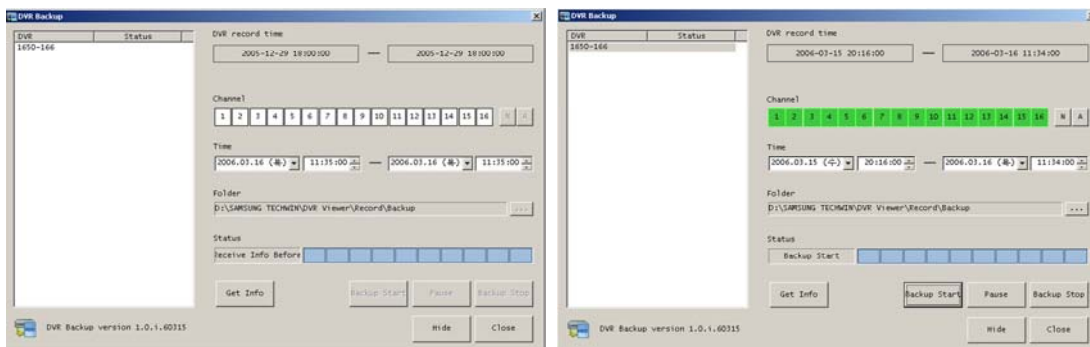 DVR Backup
DVR Status
1650-166
DVR record time
2005-12-29 18:00:00 — 2005-12-29 18:00:00
Channel
1 2 3 4 5 6 7 8 9 10 11 12 13 14 15 16 N A
Time
2006.03.16 (목) 11:35:00 — 2006.03.16 (목) 11:35:00
Folder
D:\SAMSUNG TECHWIN\DVR Viewer\Record\Backup ...
Status
Receive Info Before
Get Info Backup Start Pause Backup Stop
DVR Backup version 1.0.1.60315
Hide Close
DVR Backup
DVR Status
1650-166
DVR record time
2006-03-15 20:16:00 — 2006-03-16 11:34:00
Channel
1 2 3 4 5 6 7 8 9 10 11 12 13 14 15 16 N A
Time
2006.03.15 (수) 20:16:00 — 2006.03.16 (목) 11:34:00
Folder
D:\SAMSUNG TECHWIN\DVR Viewer\Record\Backup ...
Status
Backup Start
Get Info Backup Start Pause Backup Stop
DVR Backup version 1.0.1.60315
Hide Close